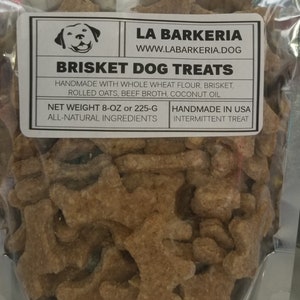 LA BARKERIA
WWW.LABARKERIA.DOG
BRISKET DOG TREATS
HANDMADE WITH WHOLE WHEAT FLOUR, BRISKET,
ROLLED OATS, BEEF BROTH, COCONUT OIL
NET WEIGHT 8-OZ or 225-G
ALL-NATURAL INGREDIENTS
HANDMADE IN USA
INTERMITTENT TREAT